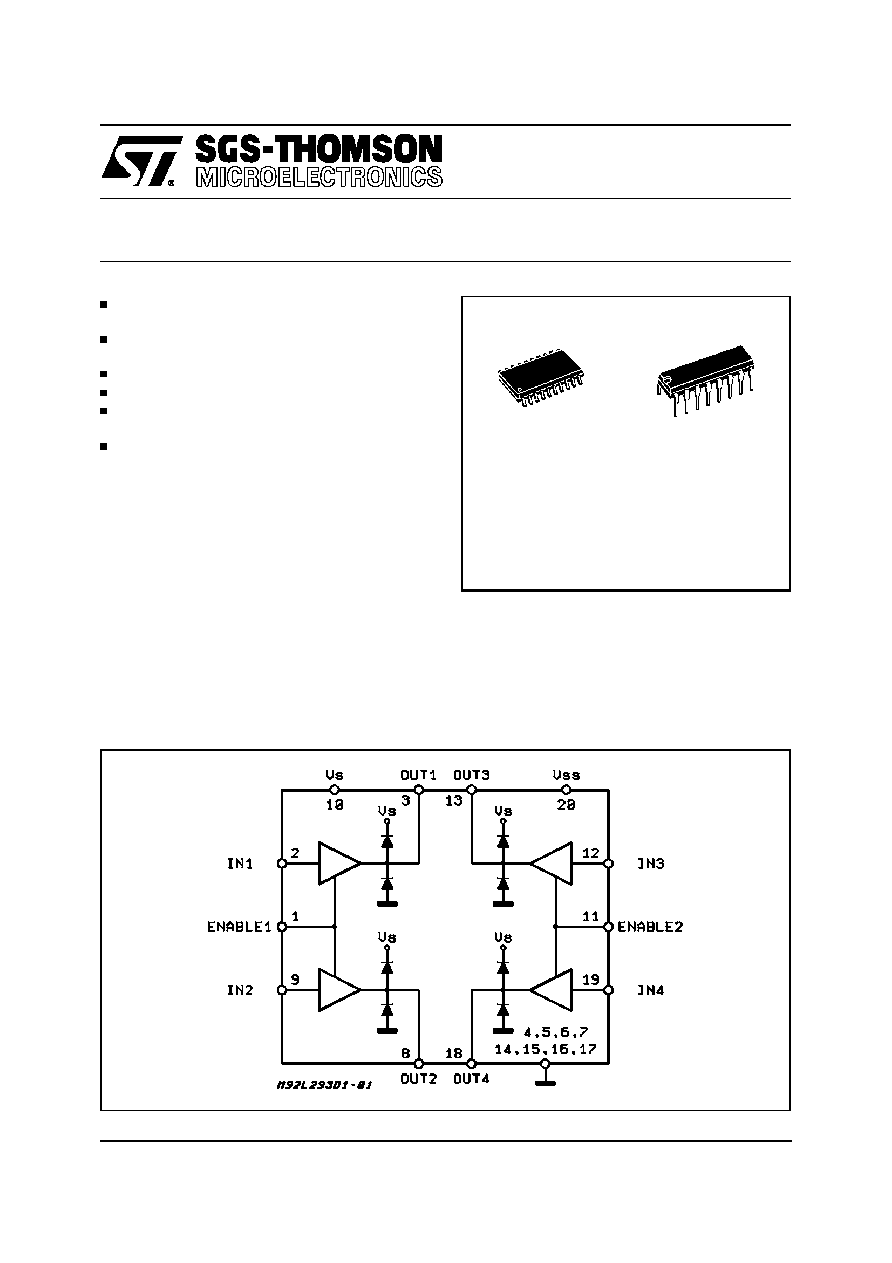 ST®
SGS-THOMSON
MICROELECTRONICS
Vs OUT1 OUT3 Vss
10 3 13 20
Vs Vs
IN1 2 12 IN3
ENABLE1 1 11 ENABLE2
Vs Vs
IN2 9 19 IN4
4,5,6,7
8 18 14,15,16,17
OUT2 OUT4
M92L293D1-01